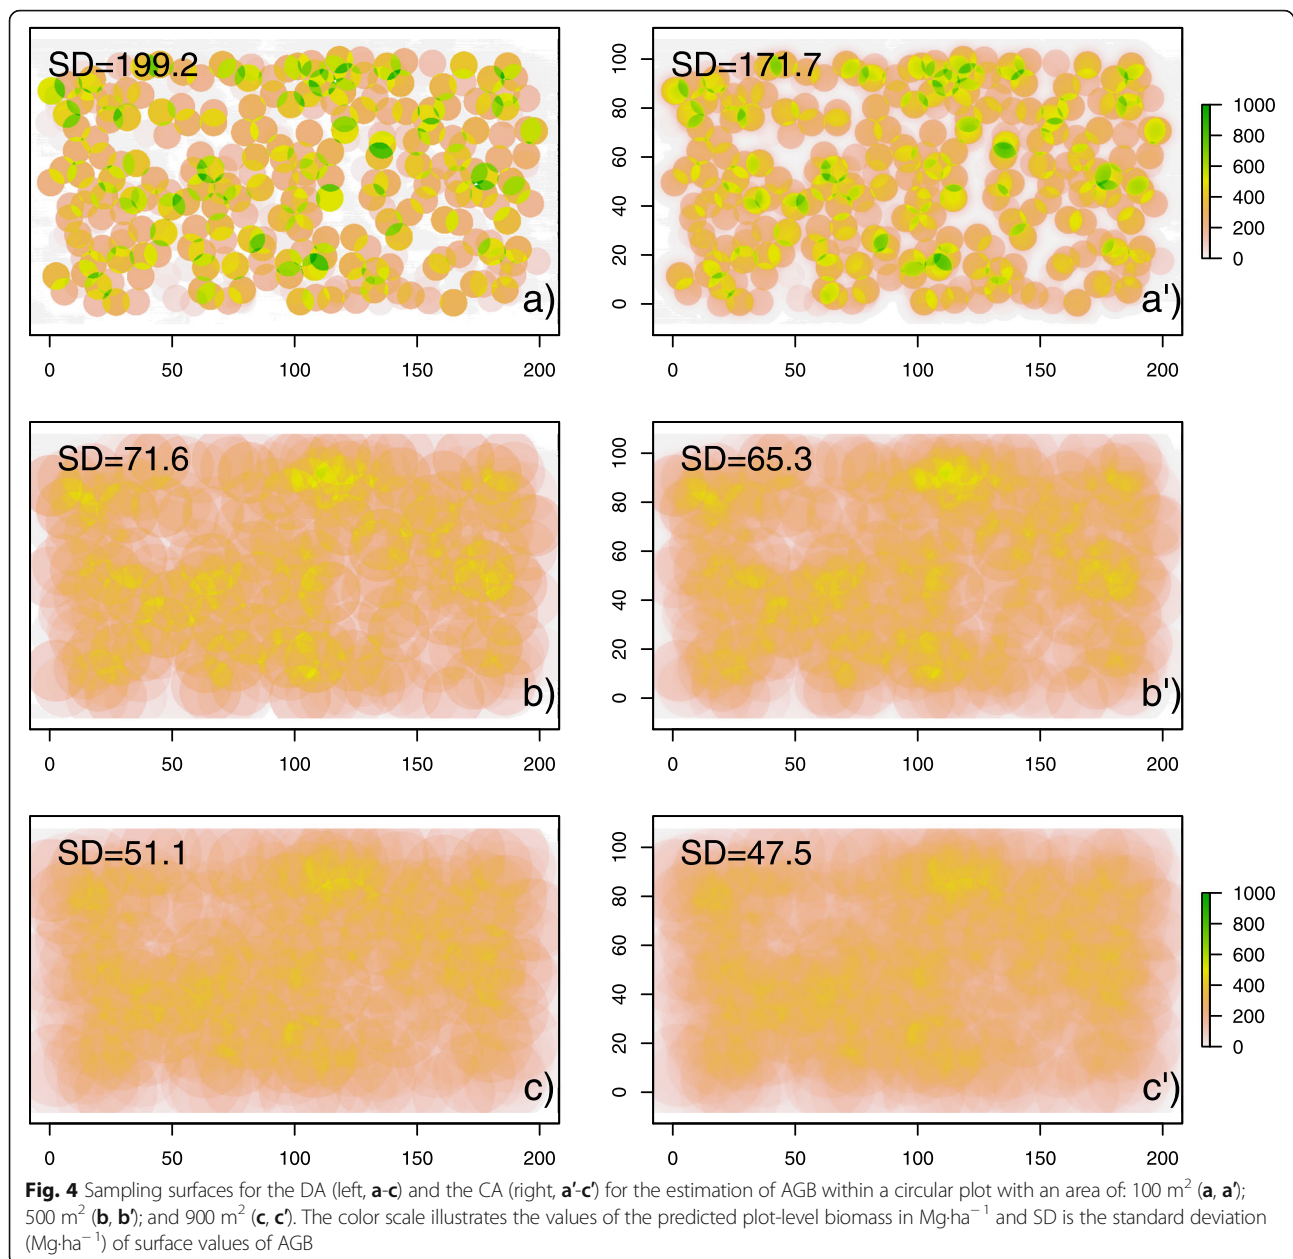 SD=199.2
a)
0 50 100 150 200
SD=171.7
a')
0 20 40 60 80 100
0 50 100 150 200
1000
800
600
400
200
0
SD=71.6
b)
0 50 100 150 200
SD=65.3
b')
0 20 40 60 80 100
0 50 100 150 200
SD=51.1
c)
0 50 100 150 200
SD=47.5
c')
0 20 40 60 80 100
0 50 100 150 200
1000
800
600
400
200
0
Fig. 4 Sampling surfaces for the DA (left, a-c) and the CA (right, a′-c′) for the estimation of AGB within a circular plot with an area of: 100 m² (a, a′);
500 m² (b, b′); and 900 m² (c, c′). The color scale illustrates the values of the predicted plot-level biomass in Mg·ha⁻¹ and SD is the standard deviation
(Mg·ha⁻¹) of surface values of AGB